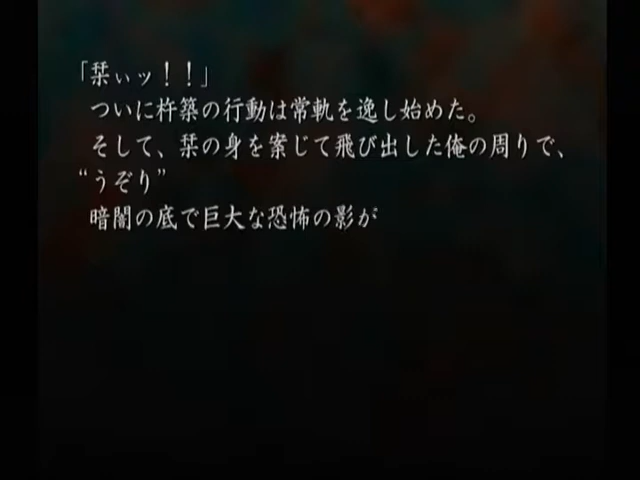 「栞ぃッ！！」
ついに杵築の行動は常軌を逸し始めた。
そして、栞の身を案じて飛び出した俺の周りで、
“うぞり”
暗闇の底で巨大な恐怖の影が